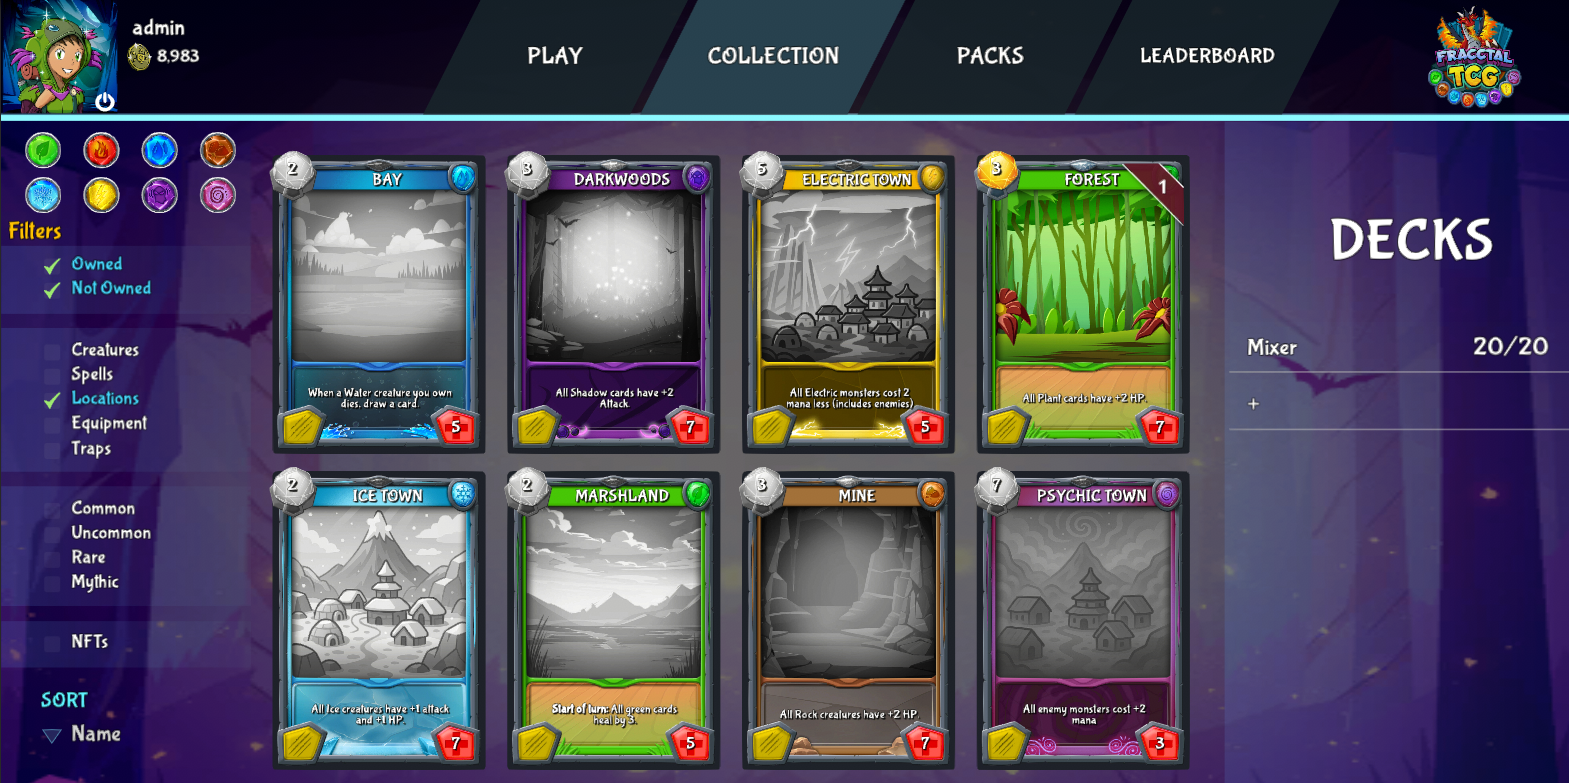 admin
8,983
PLAY
COLLECTION
PACKS
LEADERBOARD
FRACCTAL
TCG
Filters
Owned
Not Owned
Creatures
Spells
Locations
Equipment
Traps
Common
Uncommon
Rare
Mythic
NFTs
SORT
Name
2
BAY
When a Water creature you own
dies, draw a card.
5
3
DARKWOODS
All Shadow cards have +2
Attack.
7
5
ELECTRIC TOWN
All Electric monsters cost 2
mana less (includes enemies)
5
3
FOREST
1
All Plant cards have +2 HP.
7
2
ICE TOWN
All Ice creatures have +1 attack
and +1 HP.
7
2
MARSHLAND
Start of turn: All green cards
heal by 3.
5
3
MINE
All Rock creatures have +2 HP.
7
7
PSYCHIC TOWN
All enemy monsters cost +2
mana
3
DECKS
Mixer 20/20
+